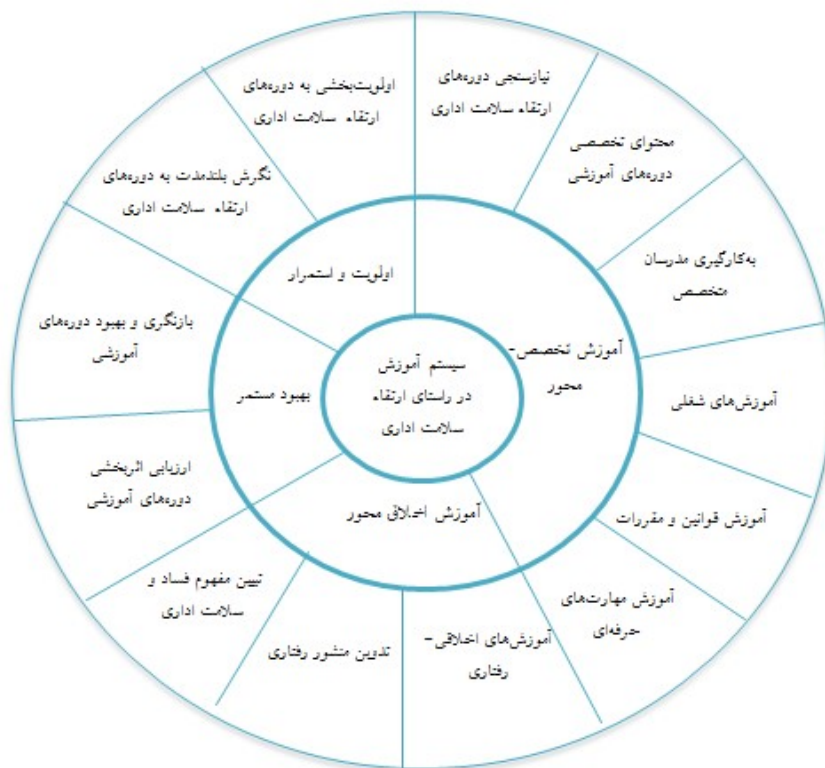 سیستم آموزش
در راستای ارتقاء
سلامت اداری
اولویت و استمرار
آموزش تخصص-
محور
آموزش اخلاق محور
بهبود مستمر
نیازسنجی دوره‌های
ارتقاء سلامت اداری
محتوای تخصصی
دوره‌های آموزشی
به‌کارگیری مدرسان
متخصص
آموزش‌های شغلی
آموزش قوانین و مقررات
آموزش مهارت‌های
حرفه‌ای
آموزش‌های اخلاقی-
رفتاری
تدوین منشور رفتاری
تبیین مفهوم فساد و
سلامت اداری
ارزیابی اثربخشی
دوره‌های آموزشی
بازنگری و بهبود دوره‌های
آموزشی
نگرش بلندمدت به دوره‌های
ارتقاء سلامت اداری
اولویت‌بخشی به دوره‌های
ارتقاء سلامت اداری